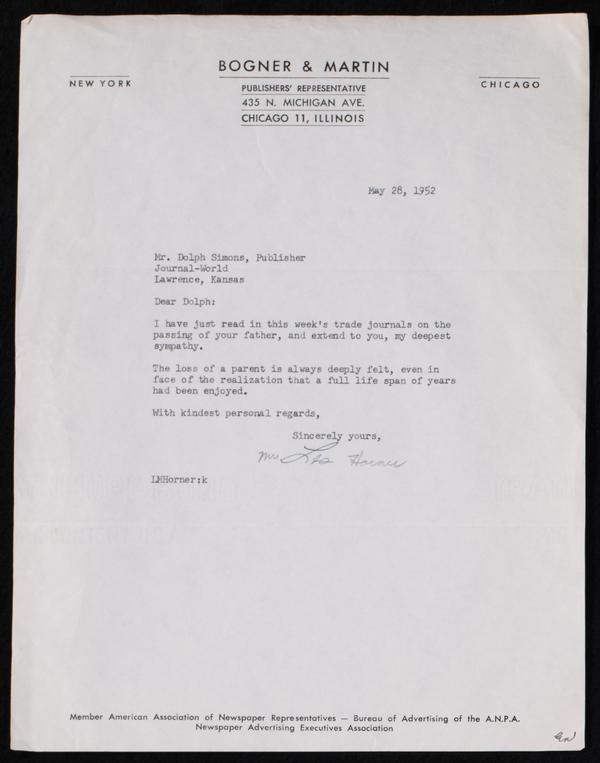 BOGNER & MARTIN
NEW YORK
PUBLISHERS' REPRESENTATIVE
CHICAGO
435 N. MICHIGAN AVE.
CHICAGO 11, ILLINOIS
May 28, 1952
Mr. Dolph Simons, Publisher
Journal-World
Lawrence, Kansas
Dear Dolph:
I have just read in this week's trade journals on the
passing of your father, and extend to you, my deepest
sympathy.
The loss of a parent is always deeply felt, even in
face of the realization that a full life span of years
had been enjoyed.
With kindest personal regards,
Sincerely yours,
Mr Les Horner
LMHorner:k
Member American Association of Newspaper Representatives — Bureau of Advertising of the A.N.P.A.
Newspaper Advertising Executives Association